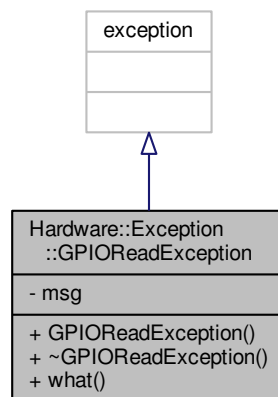 exception
Hardware::Exception
::GPIOReadException
- msg
+ GPIOReadException()
+ ~GPIOReadException()
+ what()